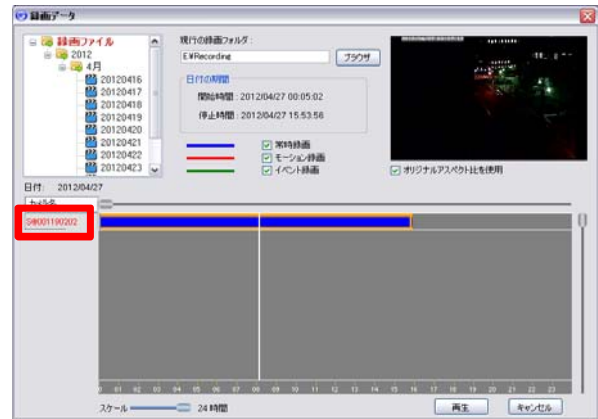 録画データ
録画ファイル
2012
4月
20120416
20120417
20120418
20120419
20120420
20120421
20120422
20120423
現行の録画フォルダ:
E:¥Recording
ブラウザ
日付の期間
開始時間 : 2012/04/27 00:05:02
停止時間 : 2012/04/27 15:53:58
常時録画
モーション録画
イベント録画
オリジナルアスペクト比を使用
日付: 2012/04/27
カメラ名
00 01 02 03 04 05 06 07 08 09 10 11 12 13 14 15 16 17 18 19 20 21 22 23
スケール
24 時間
再生
キャンセル